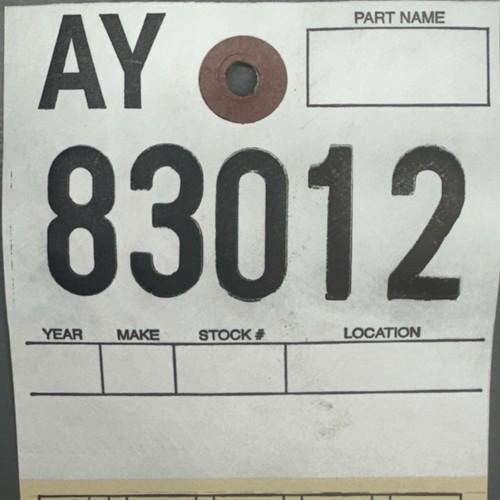 AY
PART NAME
83012
YEAR MAKE STOCK # LOCATION